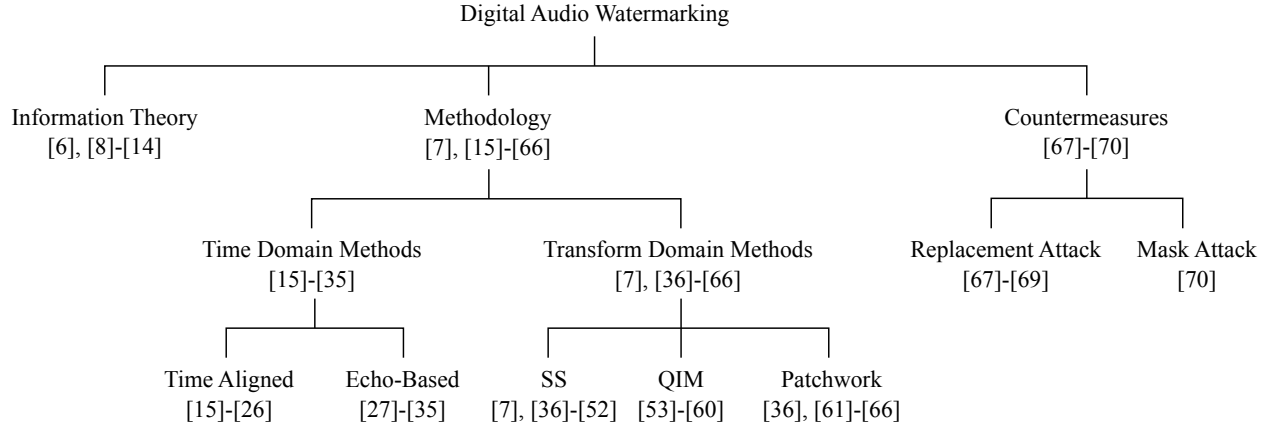 Digital Audio Watermarking
Information Theory
[6], [8]-[14]
Methodology
[7], [15]-[66]
Countermeasures
[67]-[70]
Time Domain Methods
[15]-[35]
Transform Domain Methods
[7], [36]-[66]
Replacement Attack
[67]-[69]
Mask Attack
[70]
Time Aligned
[15]-[26]
Echo-Based
[27]-[35]
SS
[7], [36]-[52]
QIM
[53]-[60]
Patchwork
[36], [61]-[66]